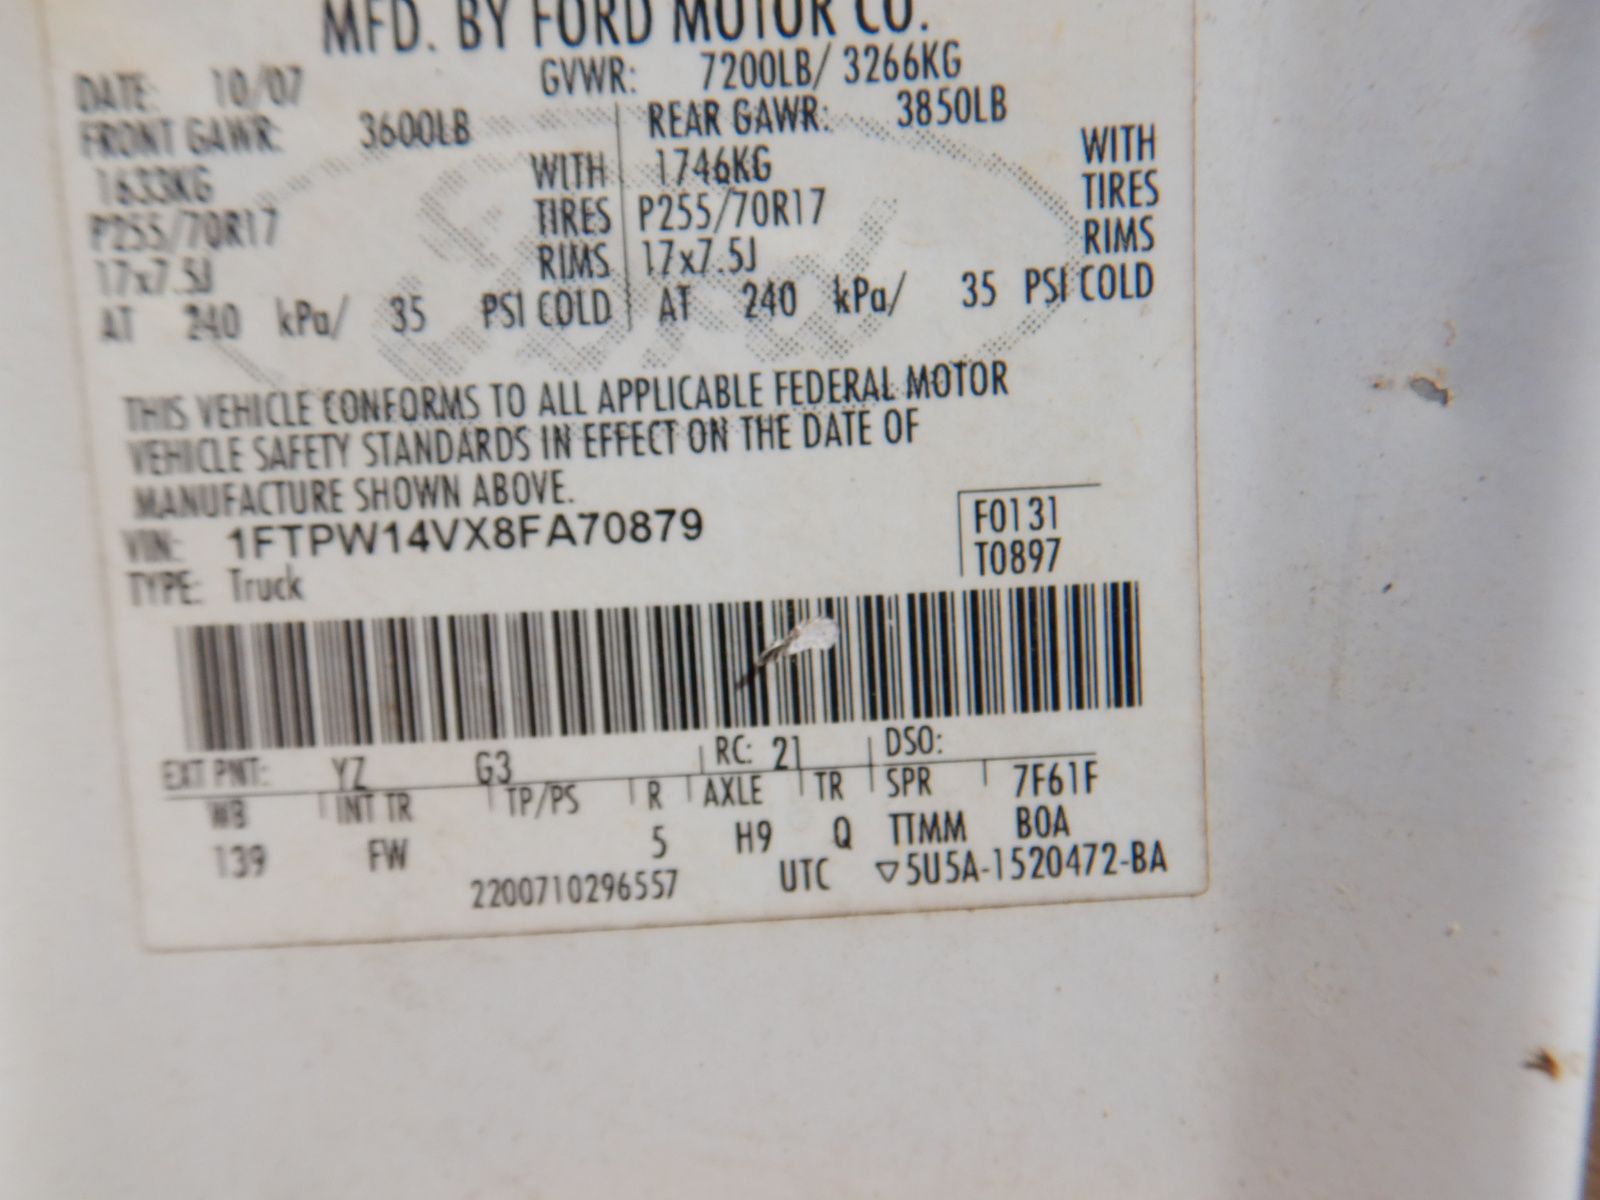 MFD. BY FORD MOTOR CO.
DATE: 10/07 GVWR: 7200LB/ 3266KG
FRONT GAWR: 3600LB REAR GAWR: 3850LB
1633KG WITH 1746KG WITH
P255/70R17 TIRES P255/70R17 TIRES
17x7.5J RIMS 17x7.5J RIMS
AT 240 kPa/ 35 PSI COLD AT 240 kPa/ 35 PSI COLD
THIS VEHICLE CONFORMS TO ALL APPLICABLE FEDERAL MOTOR
VEHICLE SAFETY STANDARDS IN EFFECT ON THE DATE OF
MANUFACTURE SHOWN ABOVE.
VIN: 1FTPW14VX8FA70879 F0131
TYPE: Truck T0897
EXT PNT: YZ G3 RC: 21 DSO:
WB INT TR TP/PS R AXLE TR SPR 7F61F
139 FW 5 H9 Q TTMM BOA
2200710296557 UTC ▽5U5A-1520472-BA
Ford